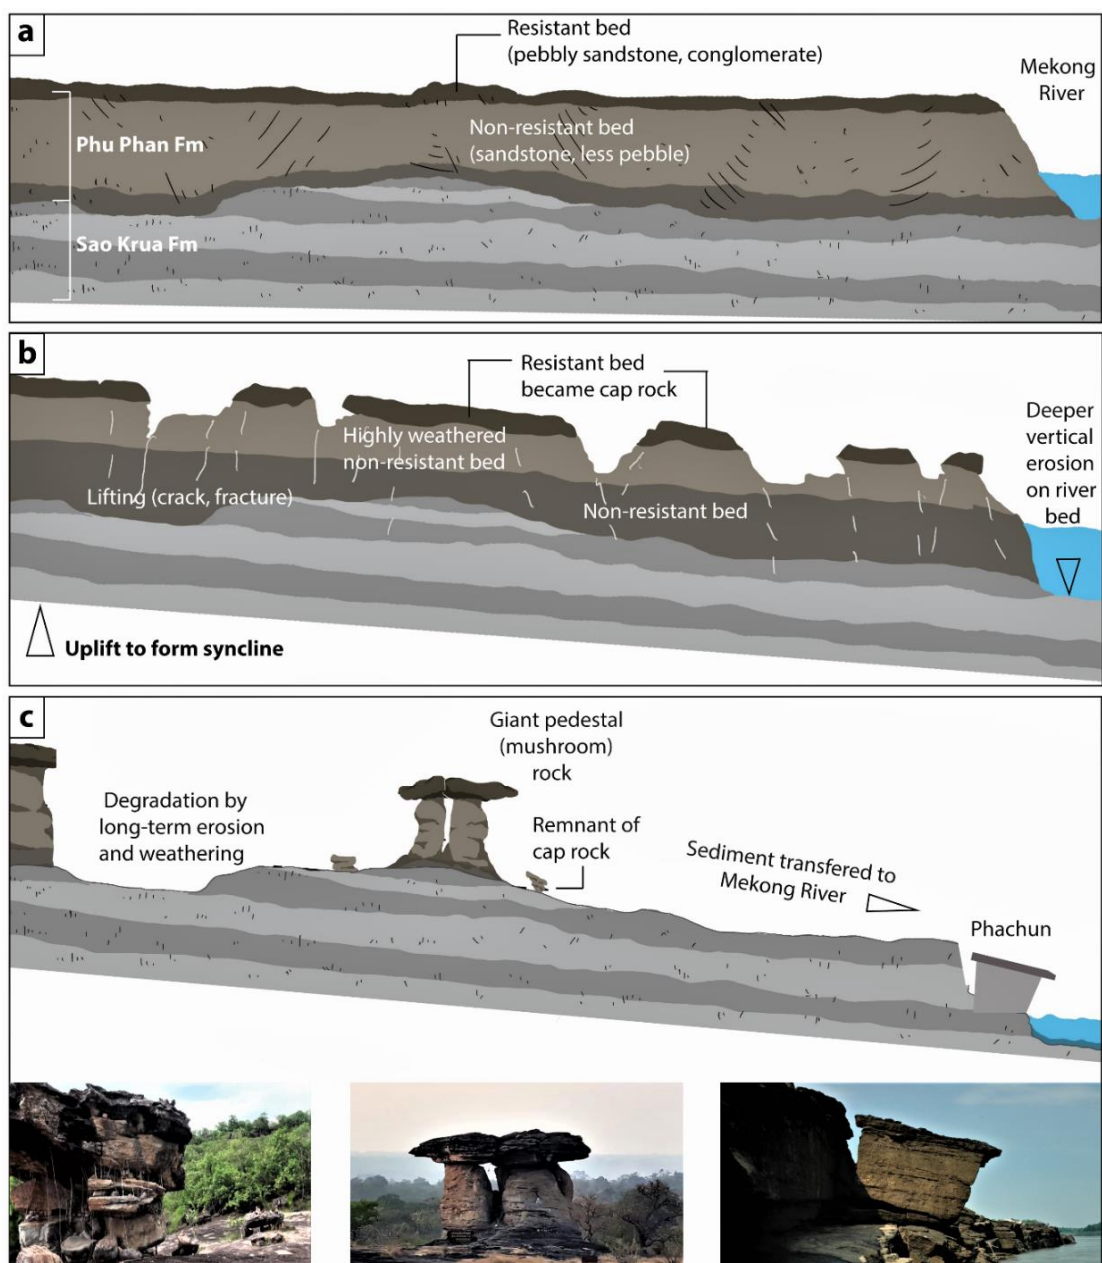 a
Resistant bed
(pebbly sandstone, conglomerate)
Mekong
River
Phu Phan Fm
Non-resistant bed
(sandstone, less pebble)
Sao Krua Fm
b
Resistant bed
became cap rock
Deeper
vertical
erosion
on river
bed
Highly weathered
non-resistant bed
Lifting (crack, fracture)
Non-resistant bed
Uplift to form syncline
c
Giant pedestal
(mushroom)
rock
Degradation by
long-term erosion
and weathering
Remnant of
cap rock
Sediment transfered to
Mekong River
Phachun